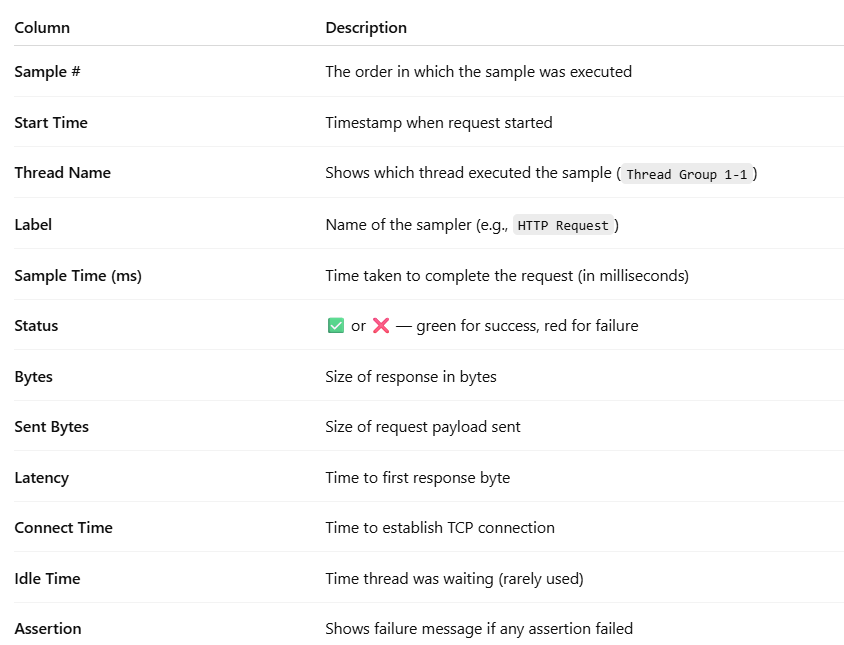 Column Description
Sample # The order in which the sample was executed
Start Time Timestamp when request started
Thread Name Shows which thread executed the sample ( Thread Group 1-1 )
Label Name of the sampler (e.g., HTTP Request )
Sample Time (ms) Time taken to complete the request (in milliseconds)
Status ✅ or ❌ — green for success, red for failure
Bytes Size of response in bytes
Sent Bytes Size of request payload sent
Latency Time to first response byte
Connect Time Time to establish TCP connection
Idle Time Time thread was waiting (rarely used)
Assertion Shows failure message if any assertion failed